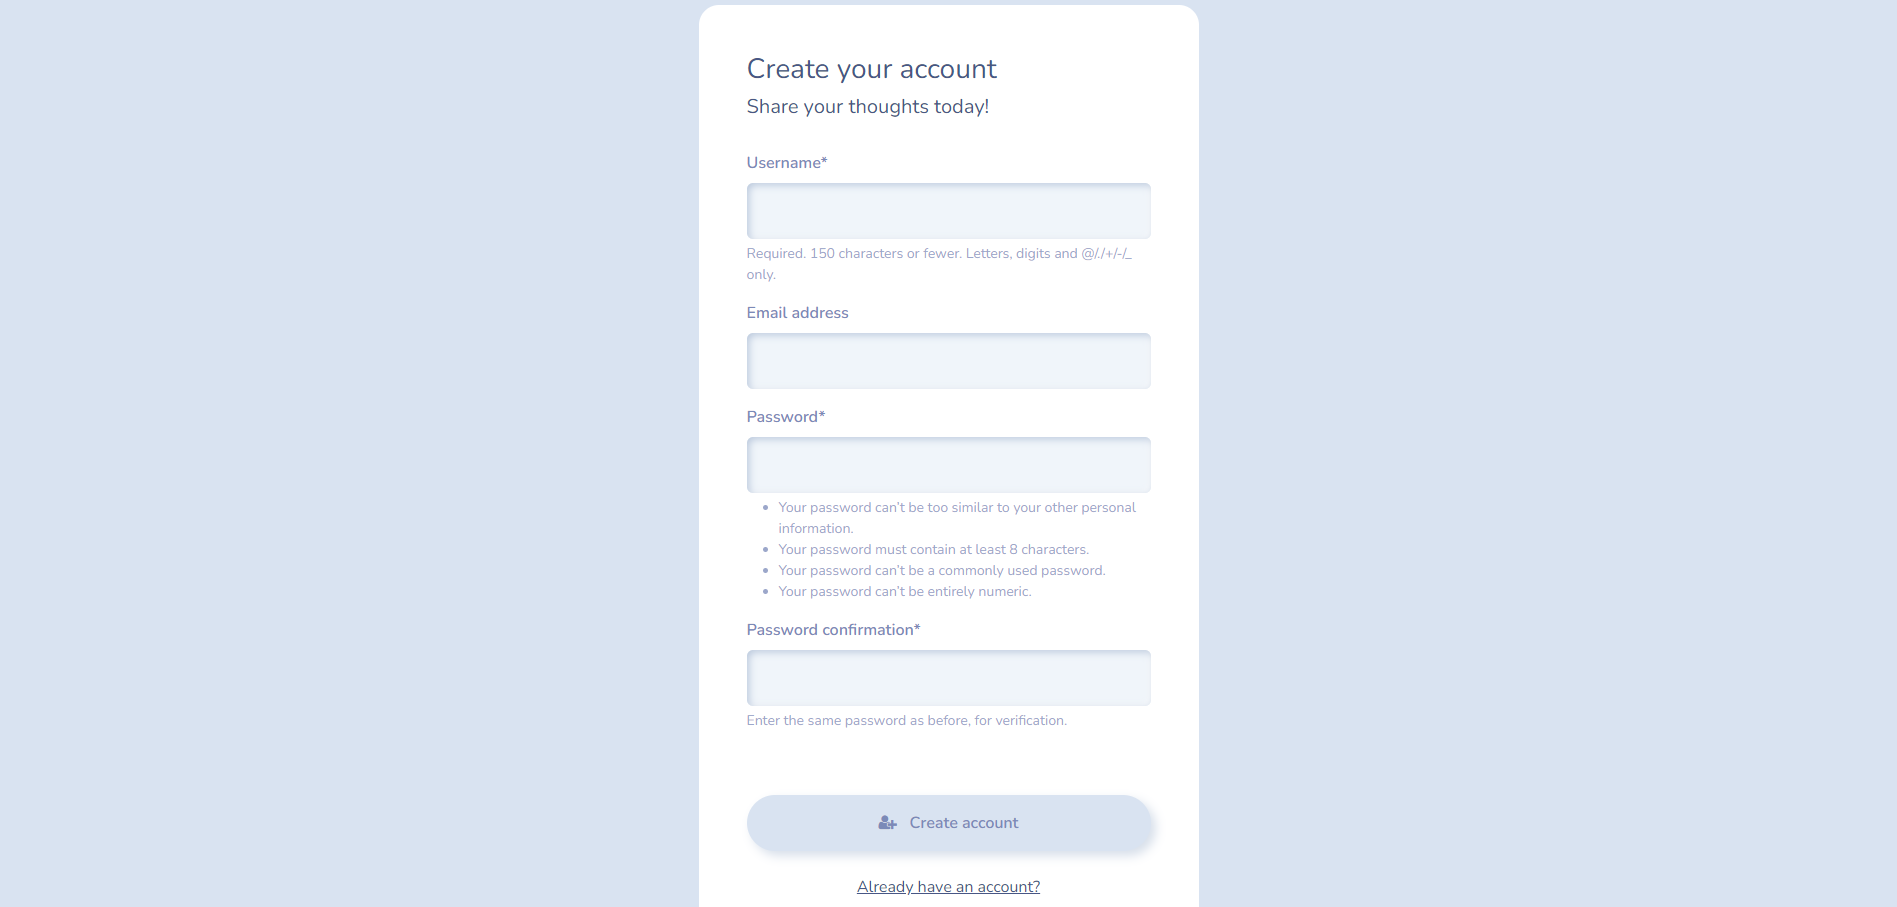 Create your account
Share your thoughts today!
Username*
Required. 150 characters or fewer. Letters, digits and @/./+/-/_
only.
Email address
Password*
Your password can't be too similar to your other personal
information.
Your password must contain at least 8 characters.
Your password can't be a commonly used password.
Your password can't be entirely numeric.
Password confirmation*
Enter the same password as before, for verification.
Create account
Already have an account?